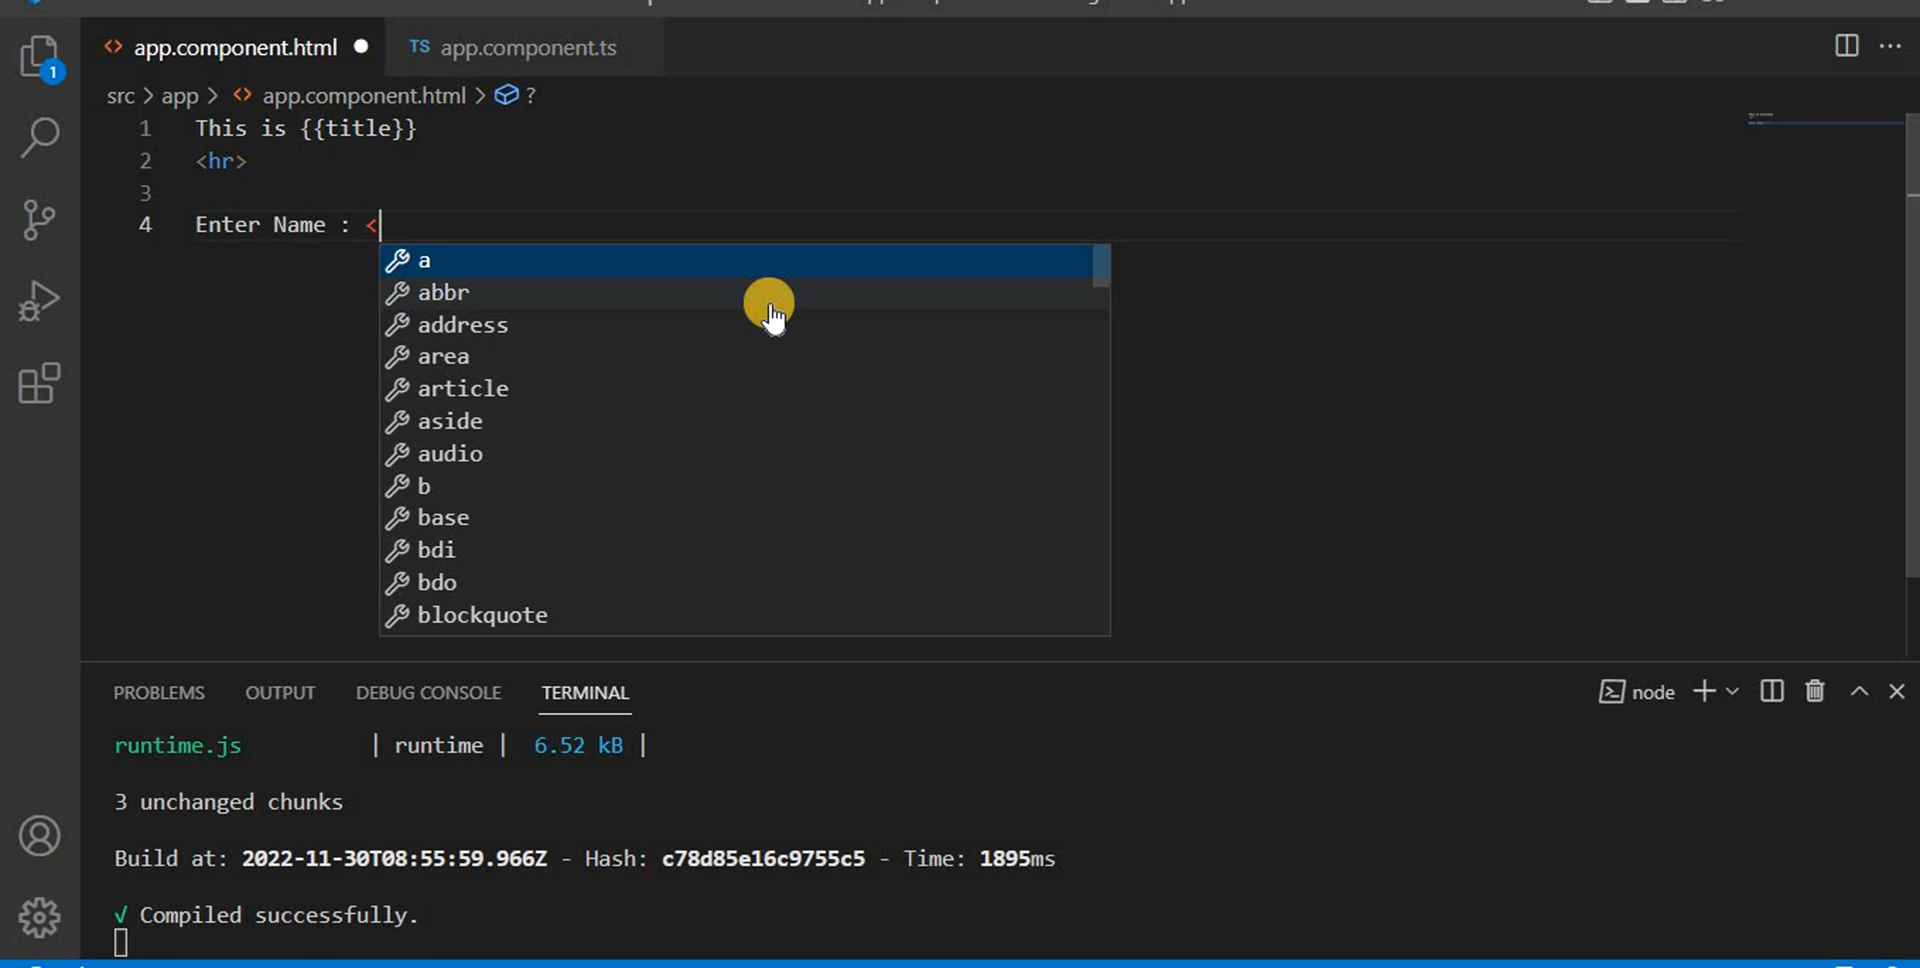 app.component.html
TS app.component.ts
1
src > app > app.component.html > ?
1 This is {{title}}
2 <hr>
3
4 Enter Name : <
a
abbr
address
area
article
aside
audio
b
base
bdi
bdo
blockquote
PROBLEMS OUTPUT DEBUG CONSOLE TERMINAL
node
runtime.js | runtime | 6.52 kB |
3 unchanged chunks
Build at: 2022-11-30T08:55:59.966Z - Hash: c78d85e16c9755c5 - Time: 1895ms
√ Compiled successfully.